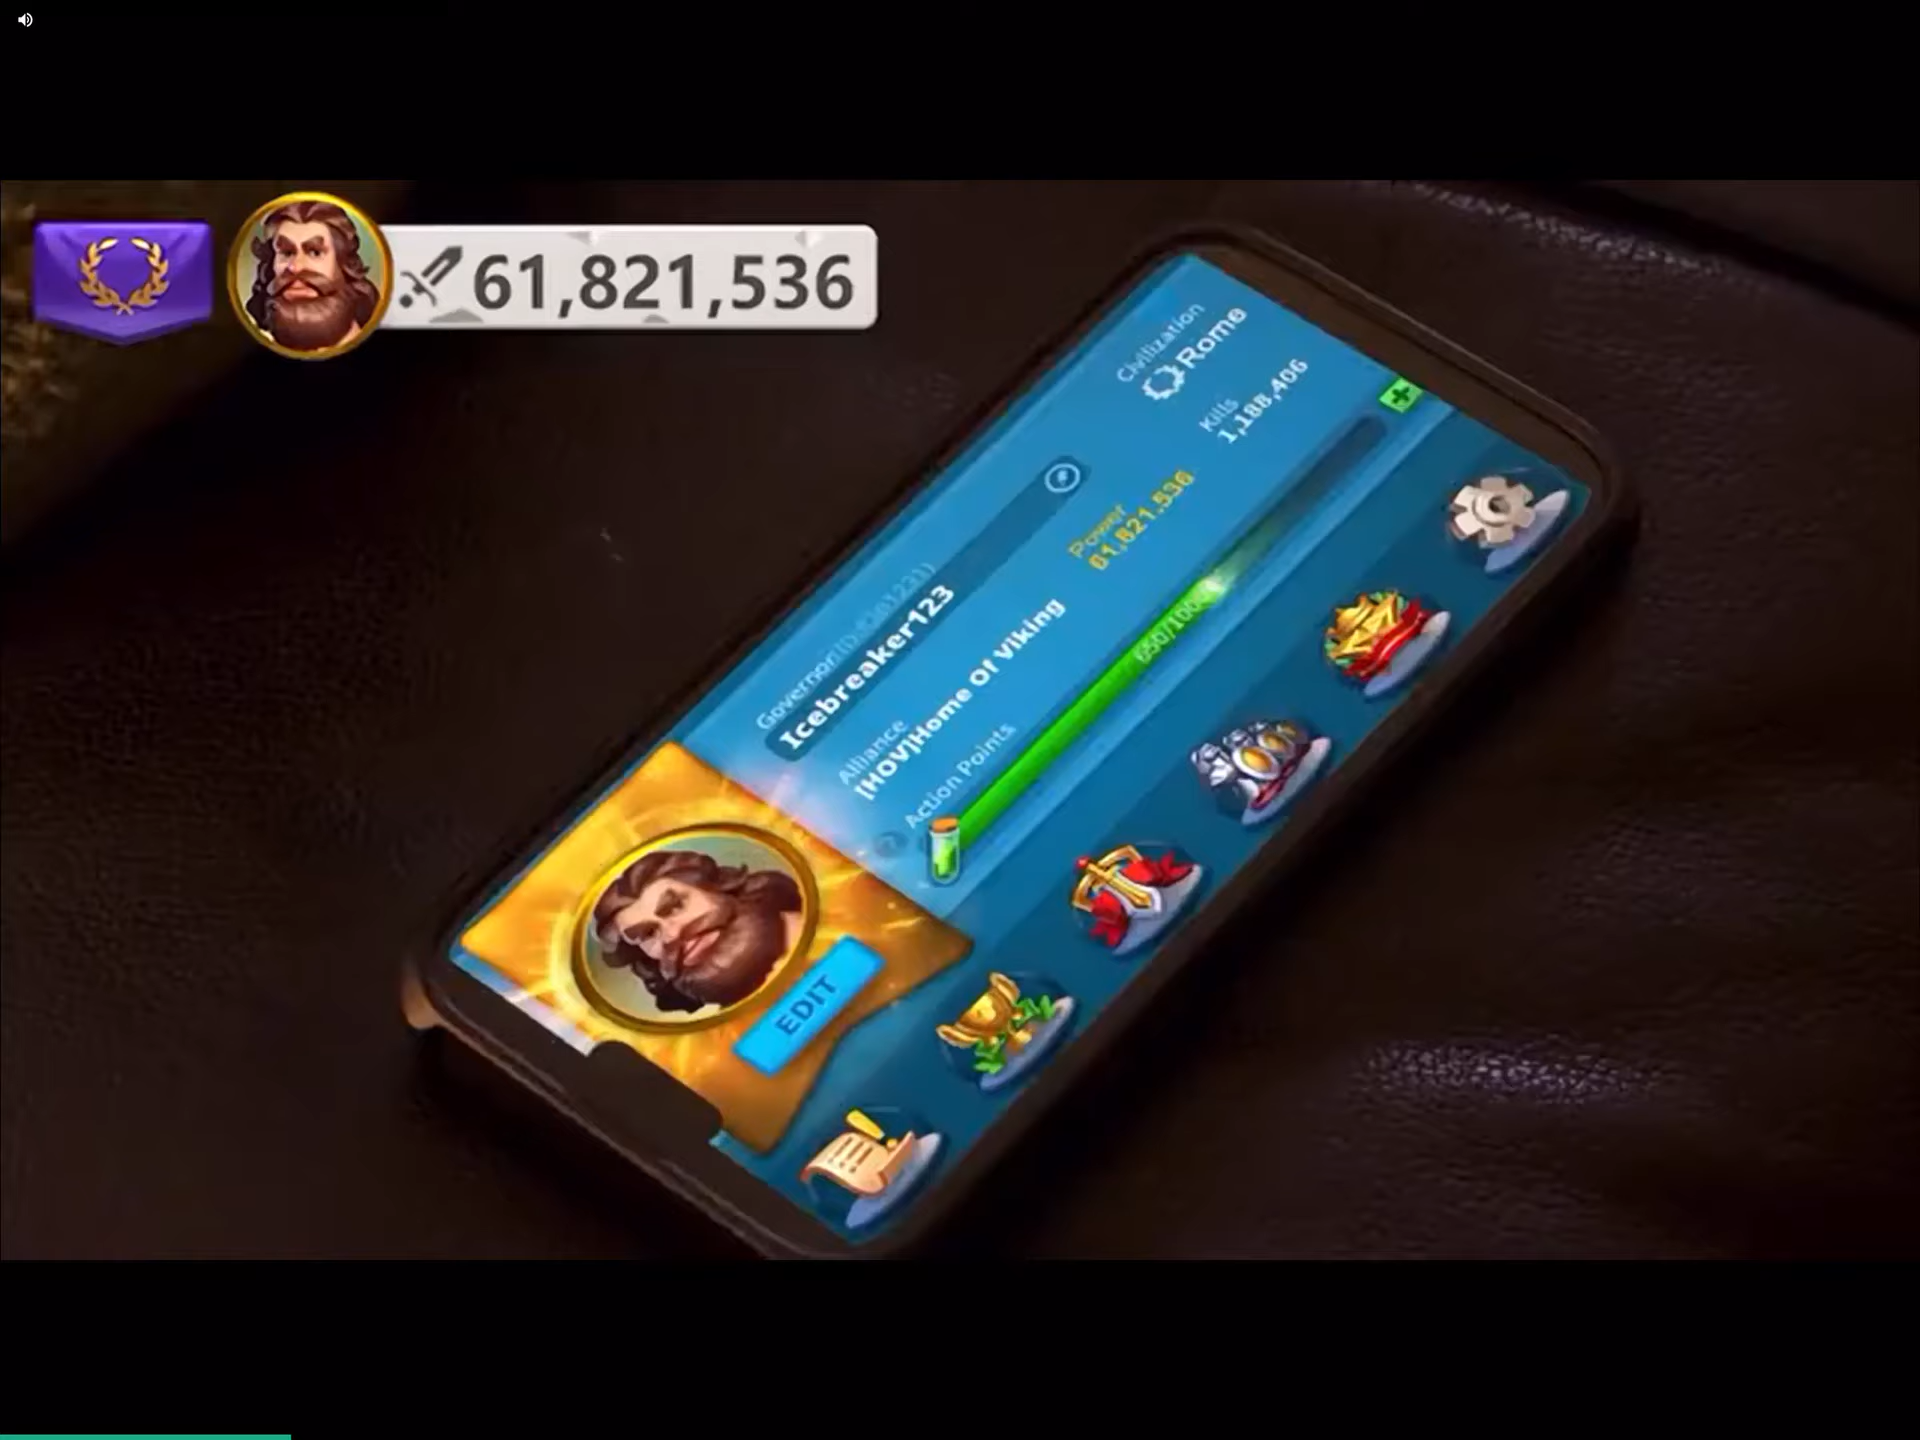 61,821,536
Civilization
Rome
Kills
1,188,406
Governor
Icebreaker123
Power
61,821,536
Alliance
[HOV]Home Of Viking
Action Points
EDIT